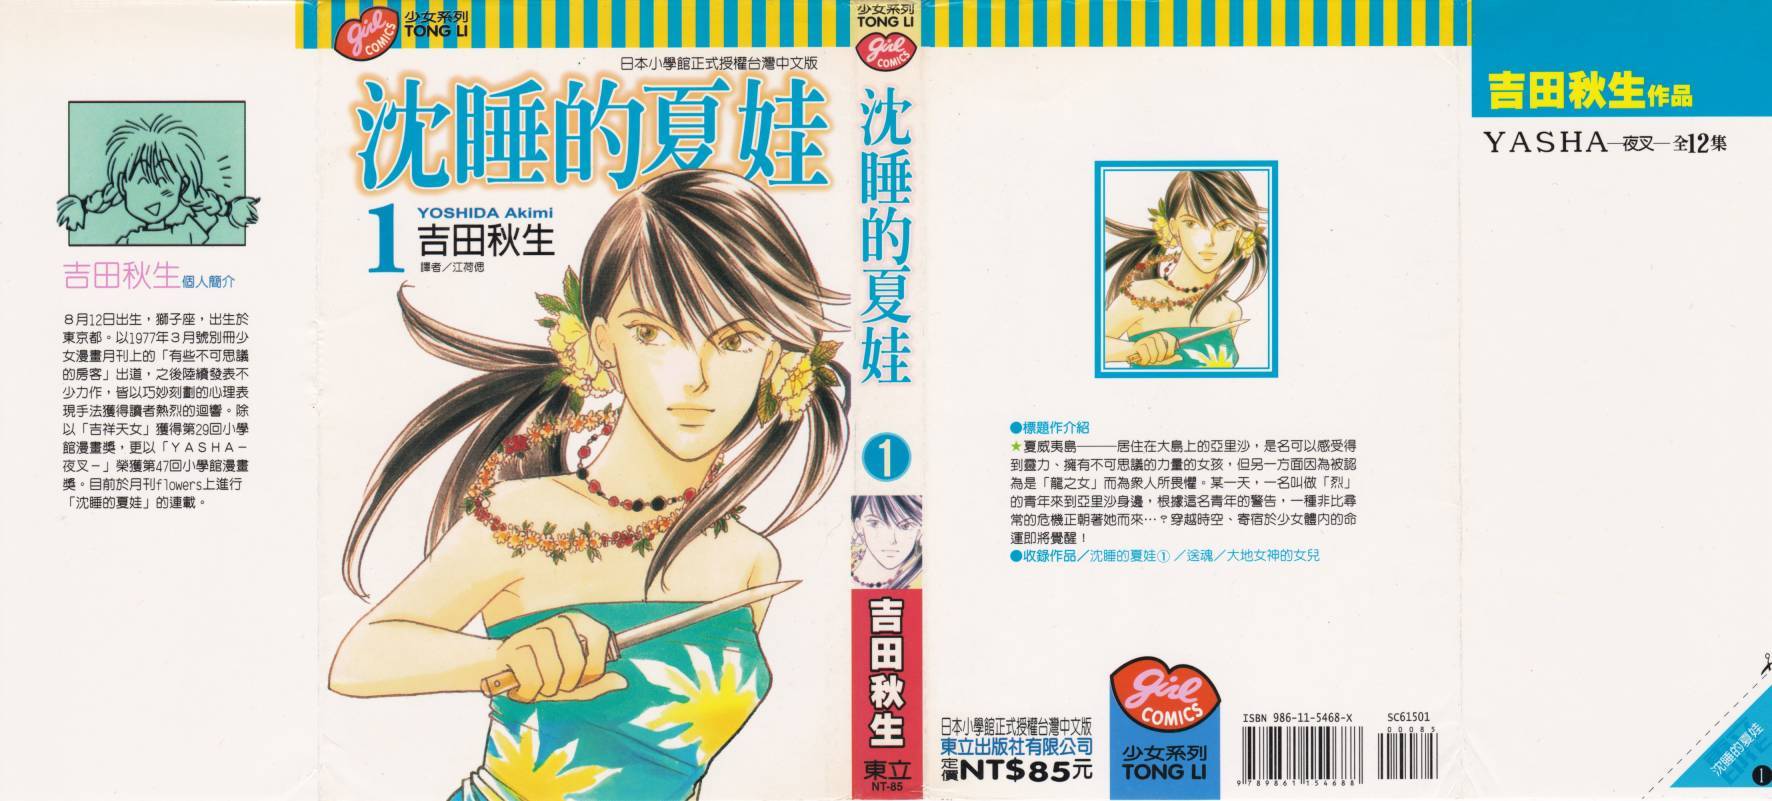 吉田秋生個人簡介
8月12日出生，獅子座，出生於
東京都。以1977年3月號別冊少
女漫畫月刊上的「有些不可思議
的房客」出道，之後陸續發表不
少力作，皆以巧妙刻劃的心理表
現手法獲得讀者熱烈的迴響。除
以「吉祥天女」獲得第29回小學
館漫畫獎，更以「YASHA－
夜叉－」榮獲第47回小學館漫畫
獎。目前於月刊flowers上進行
「沈睡的夏娃」的連載。
girl
COMICS
少女系列
TONG LI
日本小學館正式授權台灣中文版
沈睡的夏娃
1
YOSHIDA Akimi
吉田秋生
譯者／江荷偲
少女系列
TONG LI
girl
COMICS
沈睡的夏娃
1
吉田秋生
東立
NT-85
●標題作介紹
★夏威夷島———居住在大島上的亞里沙，是名可以感受得
到靈力、擁有不可思議的力量的女孩，但另一方面因為被認
為是「龍之女」而為眾人所畏懼。某一天，一名叫做「烈」
的青年來到亞里沙身邊，根據這名青年的警告，一種非比尋
常的危機正朝著她而來…？穿越時空、寄宿於少女體內的命
運即將覺醒！
●收錄作品／沈睡的夏娃①／送魂／大地女神的女兒
日本小學館正式授權台灣中文版
東立出版社有限公司
定價NT$85元
girl
COMICS
少女系列
TONG LI
ISBN 986-11-5468-X
9789861154688
SC61501
00085
吉田秋生作品
YASHA—夜叉—全12集
沈睡的夏娃
1